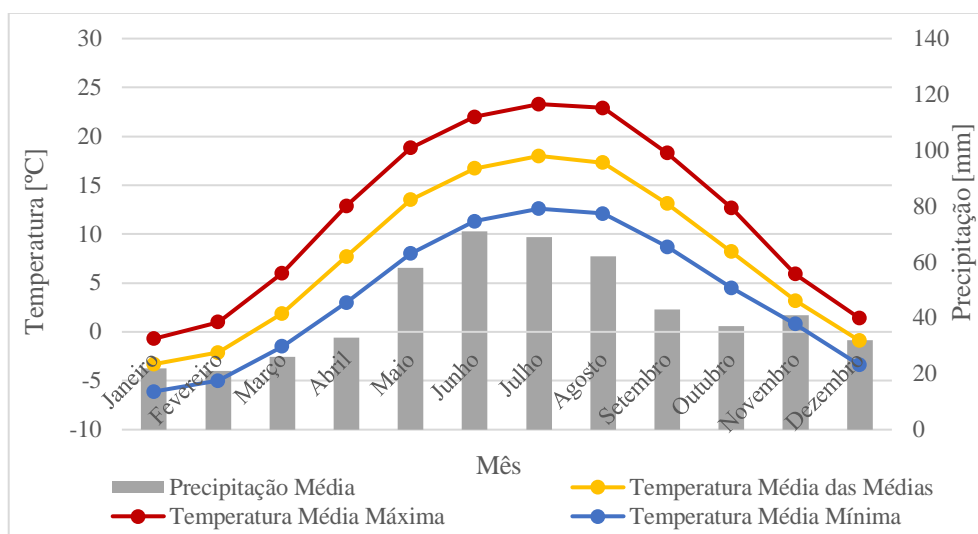 30
25
20
15
10
5
0
-5
-10
Temperatura [ºC]
140
120
100
80
60
40
20
0
Precipitação [mm]
Janeiro
Fevereiro
Março
Abril
Maio
Junho
Julho
Agosto
Setembro
Outubro
Novembro
Dezembro
Mês
Precipitação Média
Temperatura Média das Médias
Temperatura Média Máxima
Temperatura Média Mínima